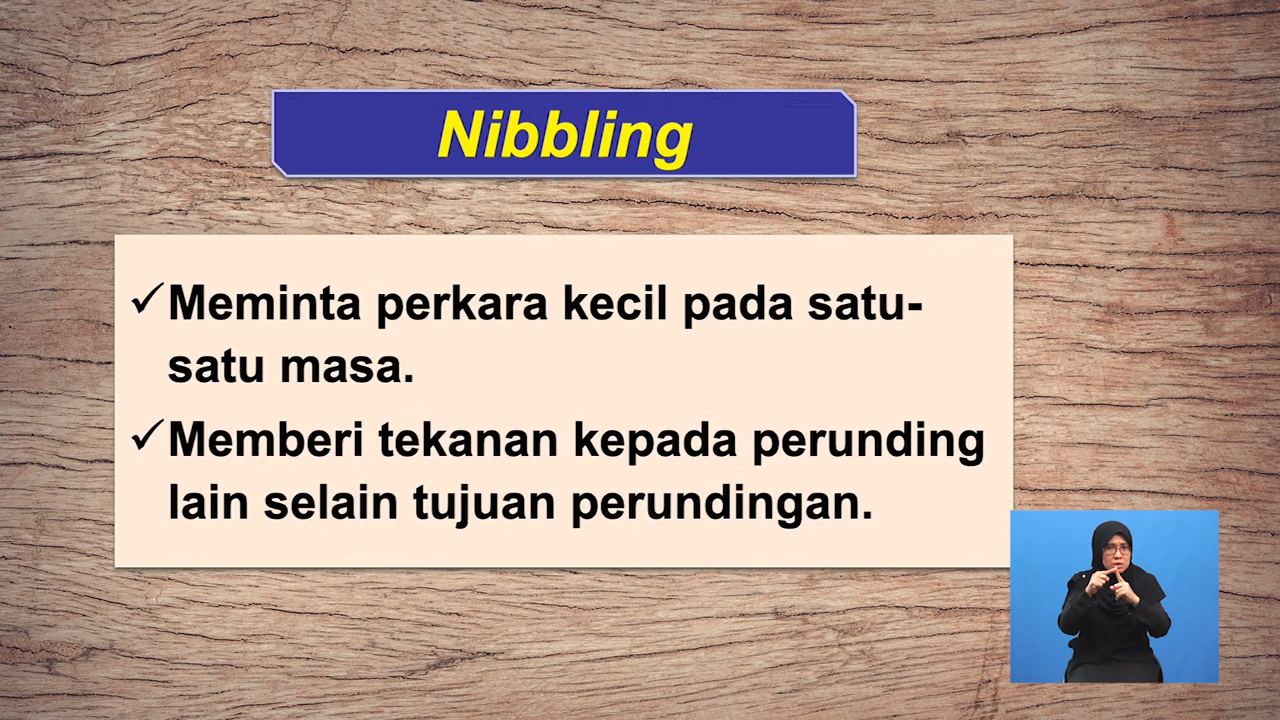 Nibbling
✓Meminta perkara kecil pada satu-
satu masa.
✓Memberi tekanan kepada perunding
lain selain tujuan perundingan.